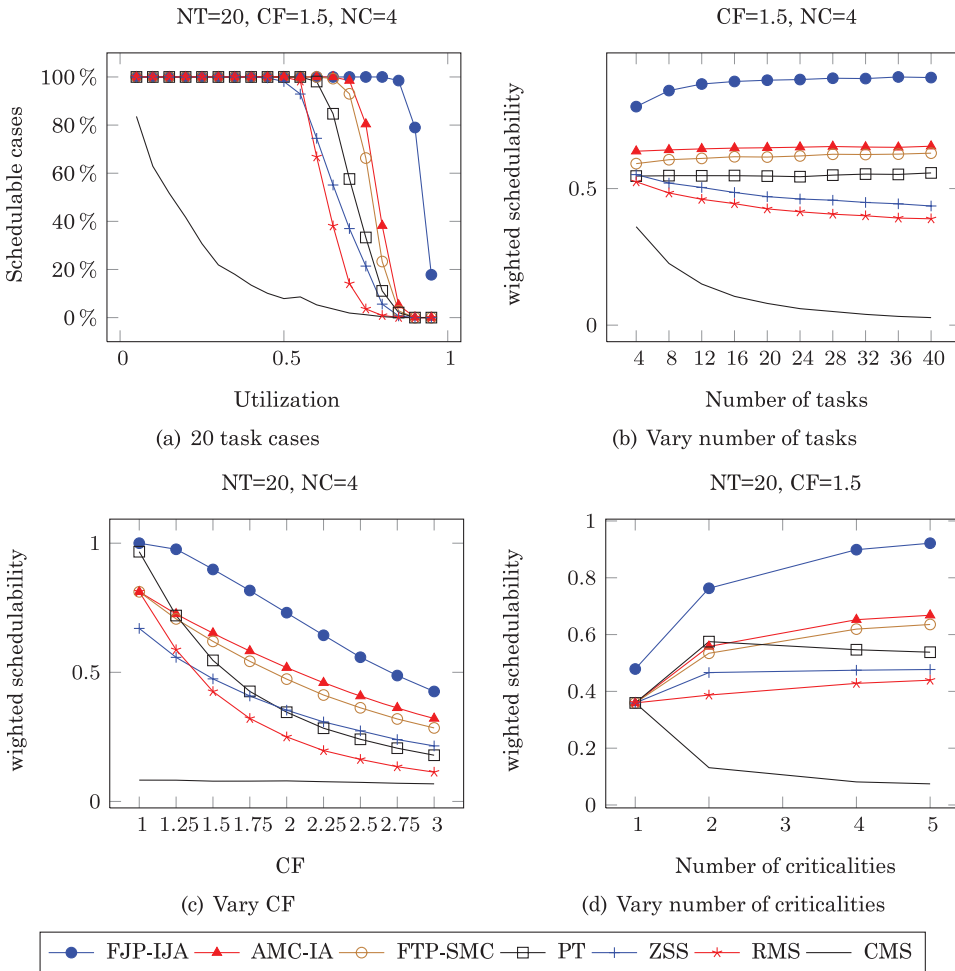 NT=20, CF=1.5, NC=4
100 %
80 %
60 %
40 %
20 %
0 %
Schedulable cases
0
0.5
1
Utilization
(a) 20 task cases
CF=1.5, NC=4
0.5
0
wighted schedulability
4 8 12 16 20 24 28 32 36 40
Number of tasks
(b) Vary number of tasks
NT=20, NC=4
1
0.5
0
wighted schedulability
1 1.25 1.5 1.75 2 2.25 2.5 2.75 3
CF
(c) Vary CF
NT=20, CF=1.5
1
0.8
0.6
0.4
0.2
0
wighted schedulability
1 2 3 4 5
Number of criticalities
(d) Vary number of criticalities
FJP-IJA AMC-IA FTP-SMC PT ZSS RMS CMS